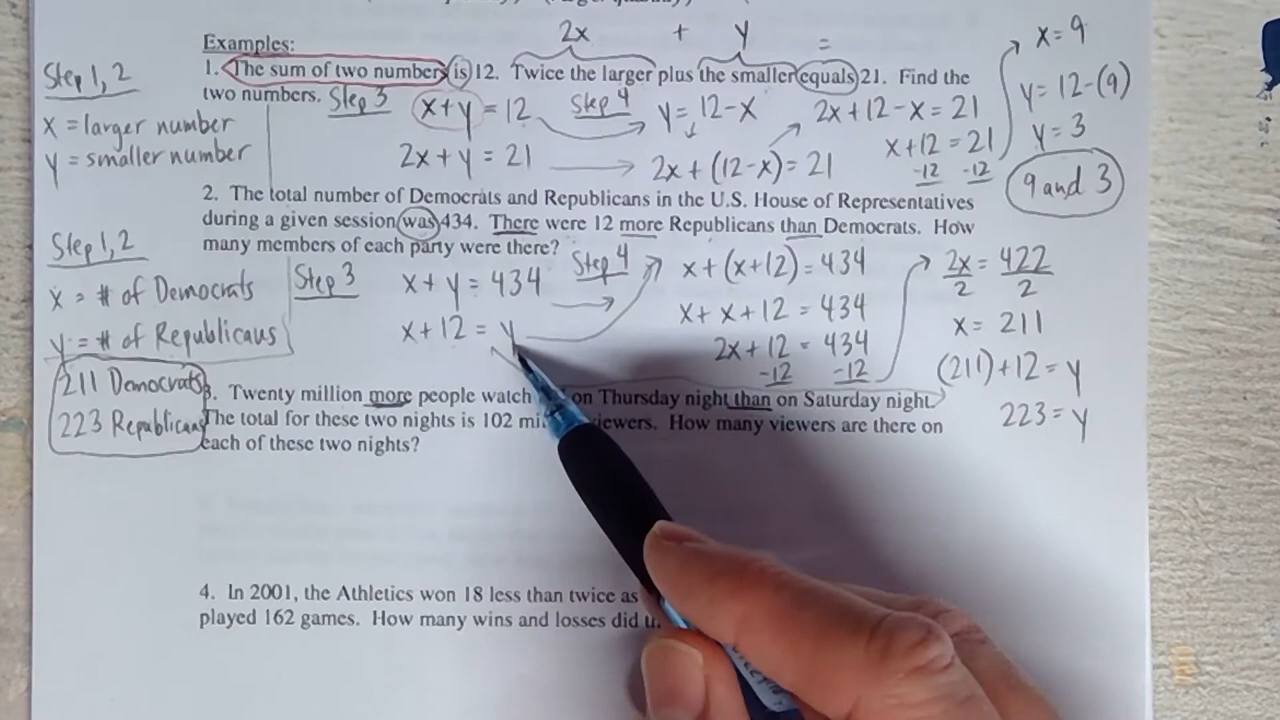 2x + y =
Examples:
Step 1, 2
1. The sum of two numbers is 12. Twice the larger plus the smaller equals 21. Find the
two numbers. Step 3 x+y = 12 Step 4 y = 12-x 2x+12-x = 21
x = larger number
y = smaller number
2x + y = 21 2x + (12-x) = 21
x+12 = 21
-12 -12
x = 9
y = 12-(9)
y = 3
9 and 3
2. The total number of Democrats and Republicans in the U.S. House of Representatives
during a given session was 434. There were 12 more Republicans than Democrats. How
many members of each party were there?
Step 1,2
x = # of Democrats
y = # of Republicans
Step 3
x + y = 434
x + 12 = y
Step 4
x + (x+12) = 434
x + x + 12 = 434
2x + 12 = 434
-12 -12
2x = 422
2 2
x = 211
(211)+12 = y
223 = y
211 Democrats
223 Republicans
3. Twenty million more people watch on Thursday night than on Saturday night.
The total for these two nights is 102 viewers. How many viewers are there on
each of these two nights?
4. In 2001, the Athletics won 18 less than twice as
played 162 games. How many wins and losses did